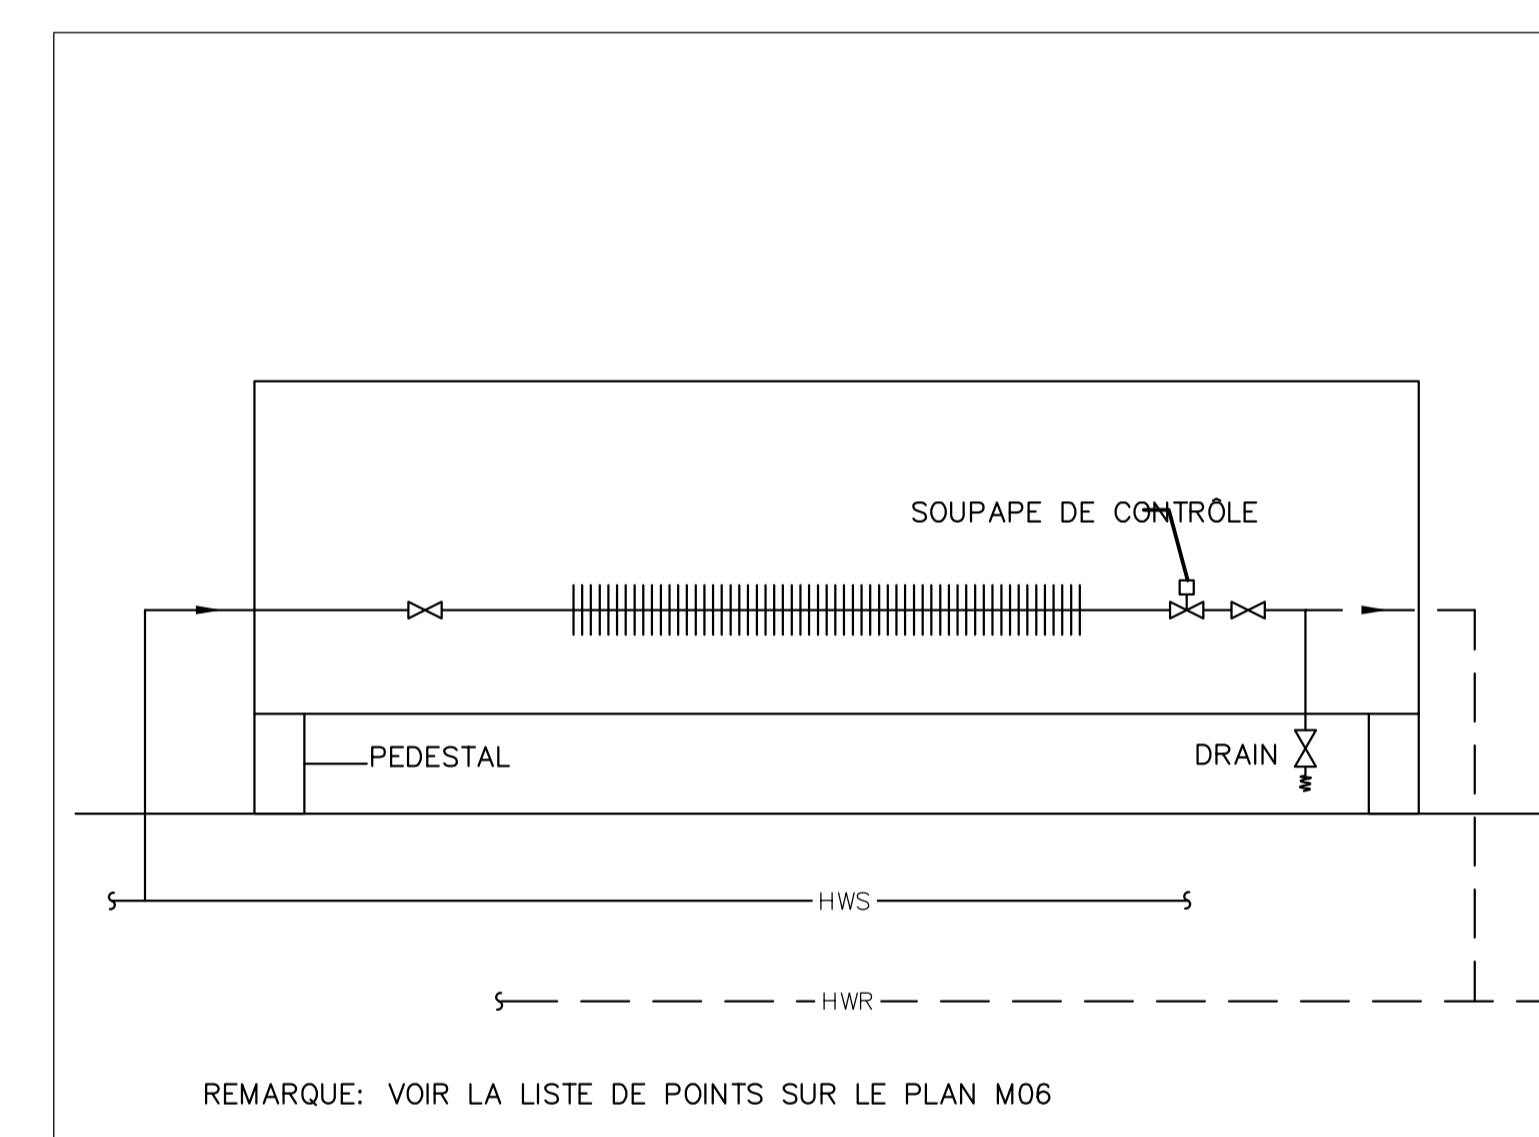 SOUPAPE DE CONTRÔLE
PEDESTAL
DRAIN
HWS
HWR
REMARQUE: VOIR LA LISTE DE POINTS SUR LE PLAN M06